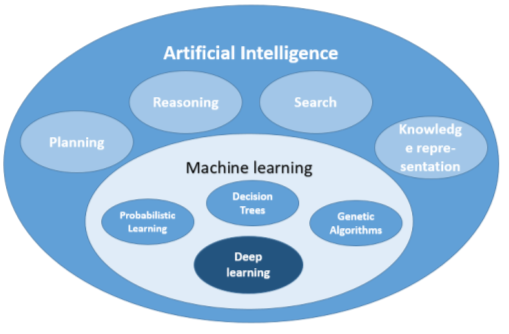 Artificial Intelligence
Reasoning
Search
Planning
Knowledg
e repre-
sentation
Machine learning
Decision
Trees
Probabilistic
Learning
Genetic
Algorithms
Deep
learning